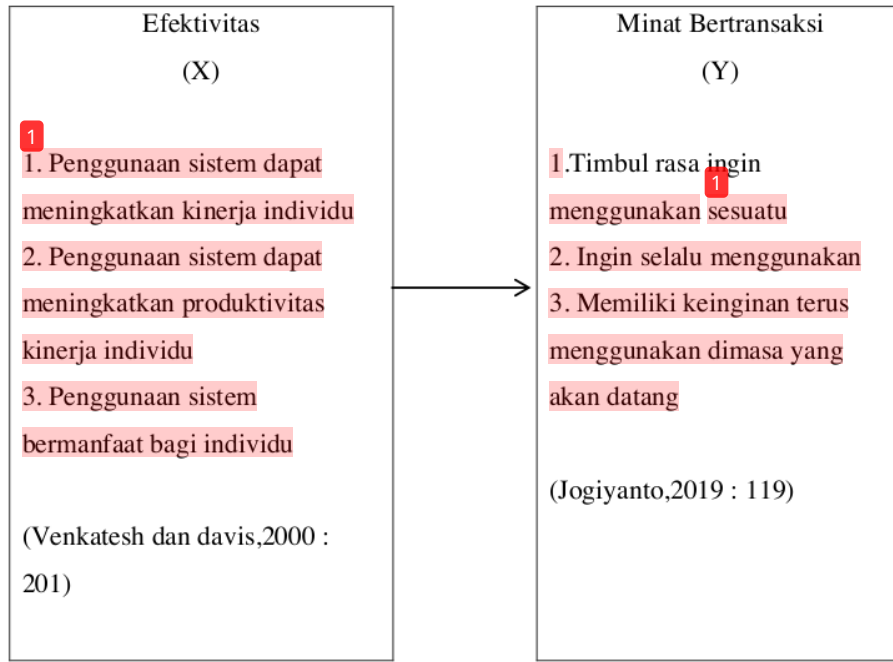 Efektivitas
(X)
1
1. Penggunaan sistem dapat
meningkatkan kinerja individu
2. Penggunaan sistem dapat
meningkatkan produktivitas
kinerja individu
3. Penggunaan sistem
bermanfaat bagi individu
(Venkatesh dan davis,2000 :
201)
Minat Bertransaksi
(Y)
1.Timbul rasa ingin
1
menggunakan sesuatu
2. Ingin selalu menggunakan
3. Memiliki keinginan terus
menggunakan dimasa yang
akan datang
(Jogiyanto,2019 : 119)